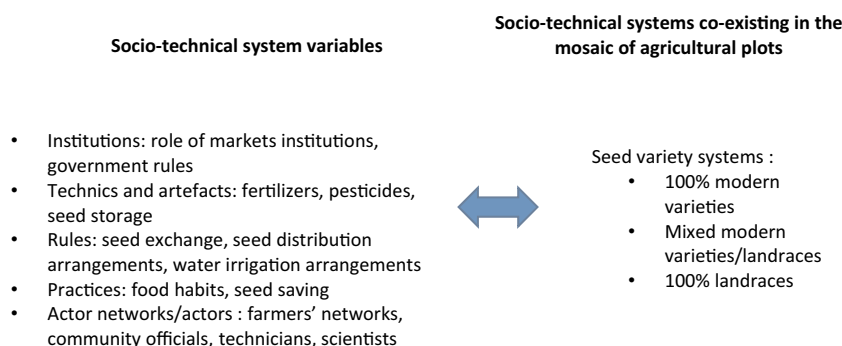 Socio-technical system variables
• Institutions: role of markets institutions,
government rules
• Technics and artefacts: fertilizers, pesticides,
seed storage
• Rules: seed exchange, seed distribution
arrangements, water irrigation arrangements
• Practices: food habits, seed saving
• Actor networks/actors : farmers’ networks,
community officials, technicians, scientists
Socio-technical systems co-existing in the
mosaic of agricultural plots
Seed variety systems :
• 100% modern
varieties
• Mixed modern
varieties/landraces
• 100% landraces